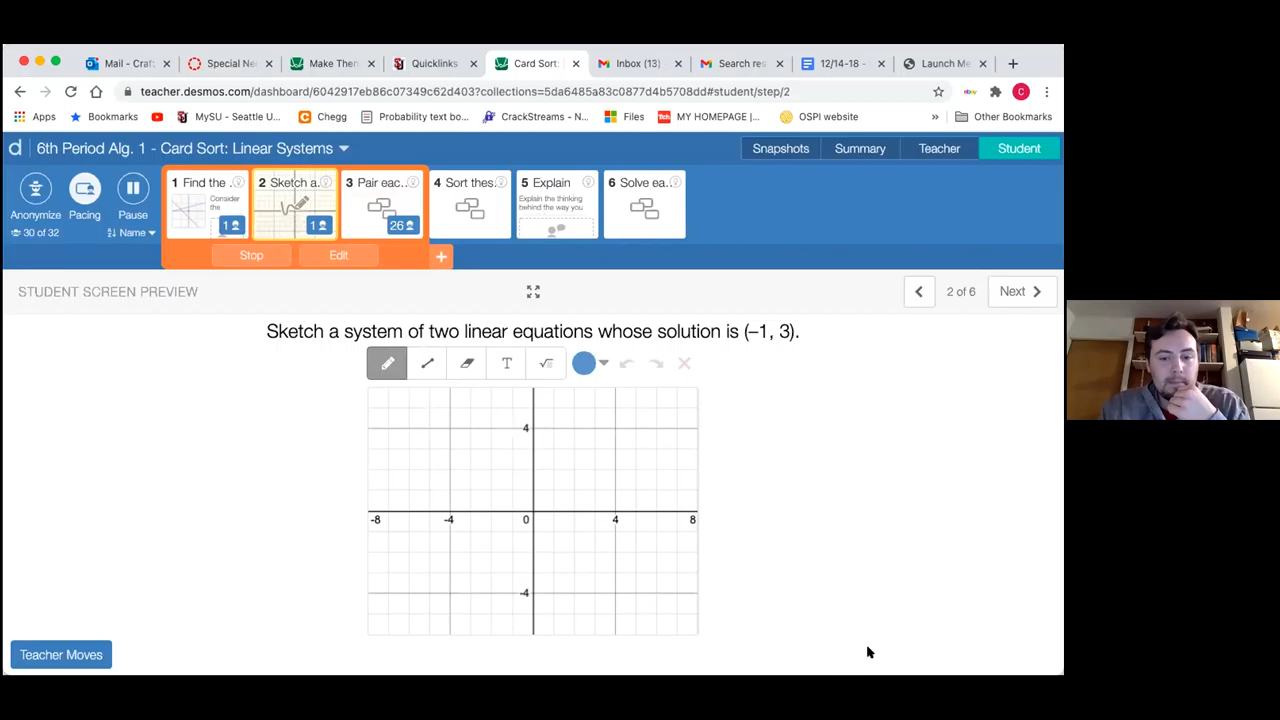 Mail - Craf
Special Ne
Make Then
Quicklinks
Card Sort:
Inbox (13)
Search res
12/14-18 -
Launch Me
teacher.desmos.com/dashboard/6042917eb86c07349c62d403?collections=5da6485a83c0877d4b5708dd#student/step/2
C
Apps
Bookmarks
MySU - Seattle U...
Chegg
Probability text bo...
CrackStreams - N...
Files
MY HOMEPAGE |...
OSPI website
»
Other Bookmarks
d
6th Period Alg. 1 - Card Sort: Linear Systems
Snapshots
Summary
Teacher
Student
Anonymize
Pacing
Pause
30 of 32
Name
1 Find the ...
Consider
the
1
2 Sketch a...
1
3 Pair eac...
26
4 Sort thes...
5 Explain
Explain the thinking
behind the way you
6 Solve ea...
Stop
Edit
+
STUDENT SCREEN PREVIEW
2 of 6
Next
Sketch a system of two linear equations whose solution is (–1, 3).
T
4
-8
-4
0
4
8
-4
Teacher Moves